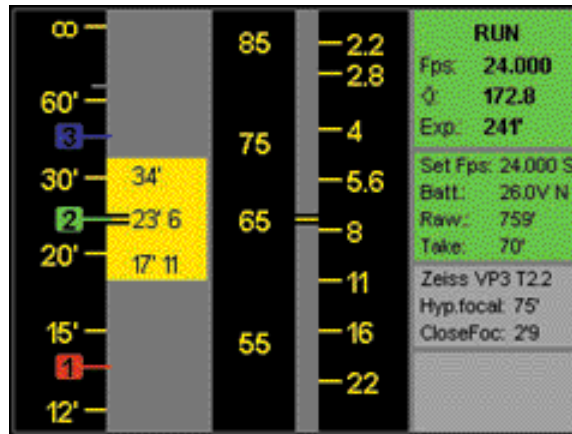 ∞
60'
3
30'
2
20'
15'
1
12'
34'
23' 6
17' 11
85
75
65
55
2.2
2.8
4
5.6
8
11
16
22
RUN
Fps: 24.000
172.8
Exp.: 241'
Set Fps: 24.000 S
Batt.: 26.0V N
Raw.: 759'
Take: 70'
Zeiss VP3 T2.2
Hyp.focal: 75'
CloseFoc: 2'9